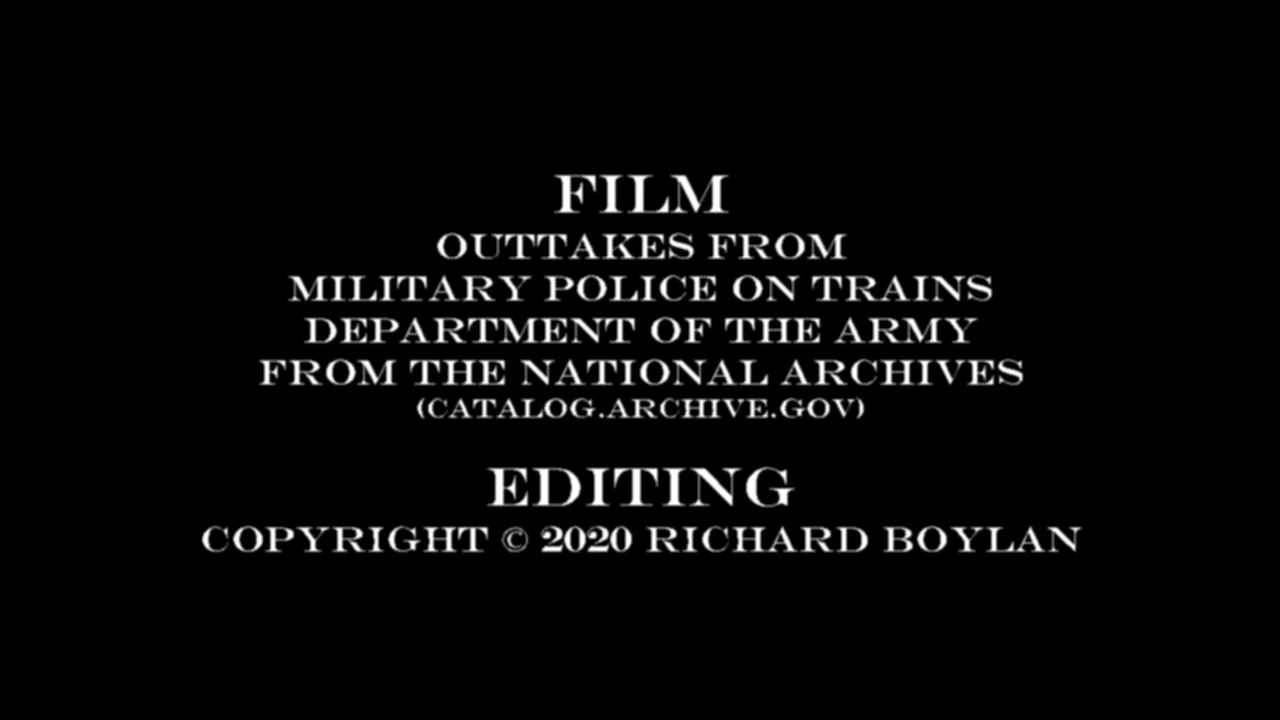 FILM
OUTTAKES FROM
MILITARY POLICE ON TRAINS
DEPARTMENT OF THE ARMY
FROM THE NATIONAL ARCHIVES
(CATALOG.ARCHIVE.GOV)
EDITING
COPYRIGHT © 2020 RICHARD BOYLAN